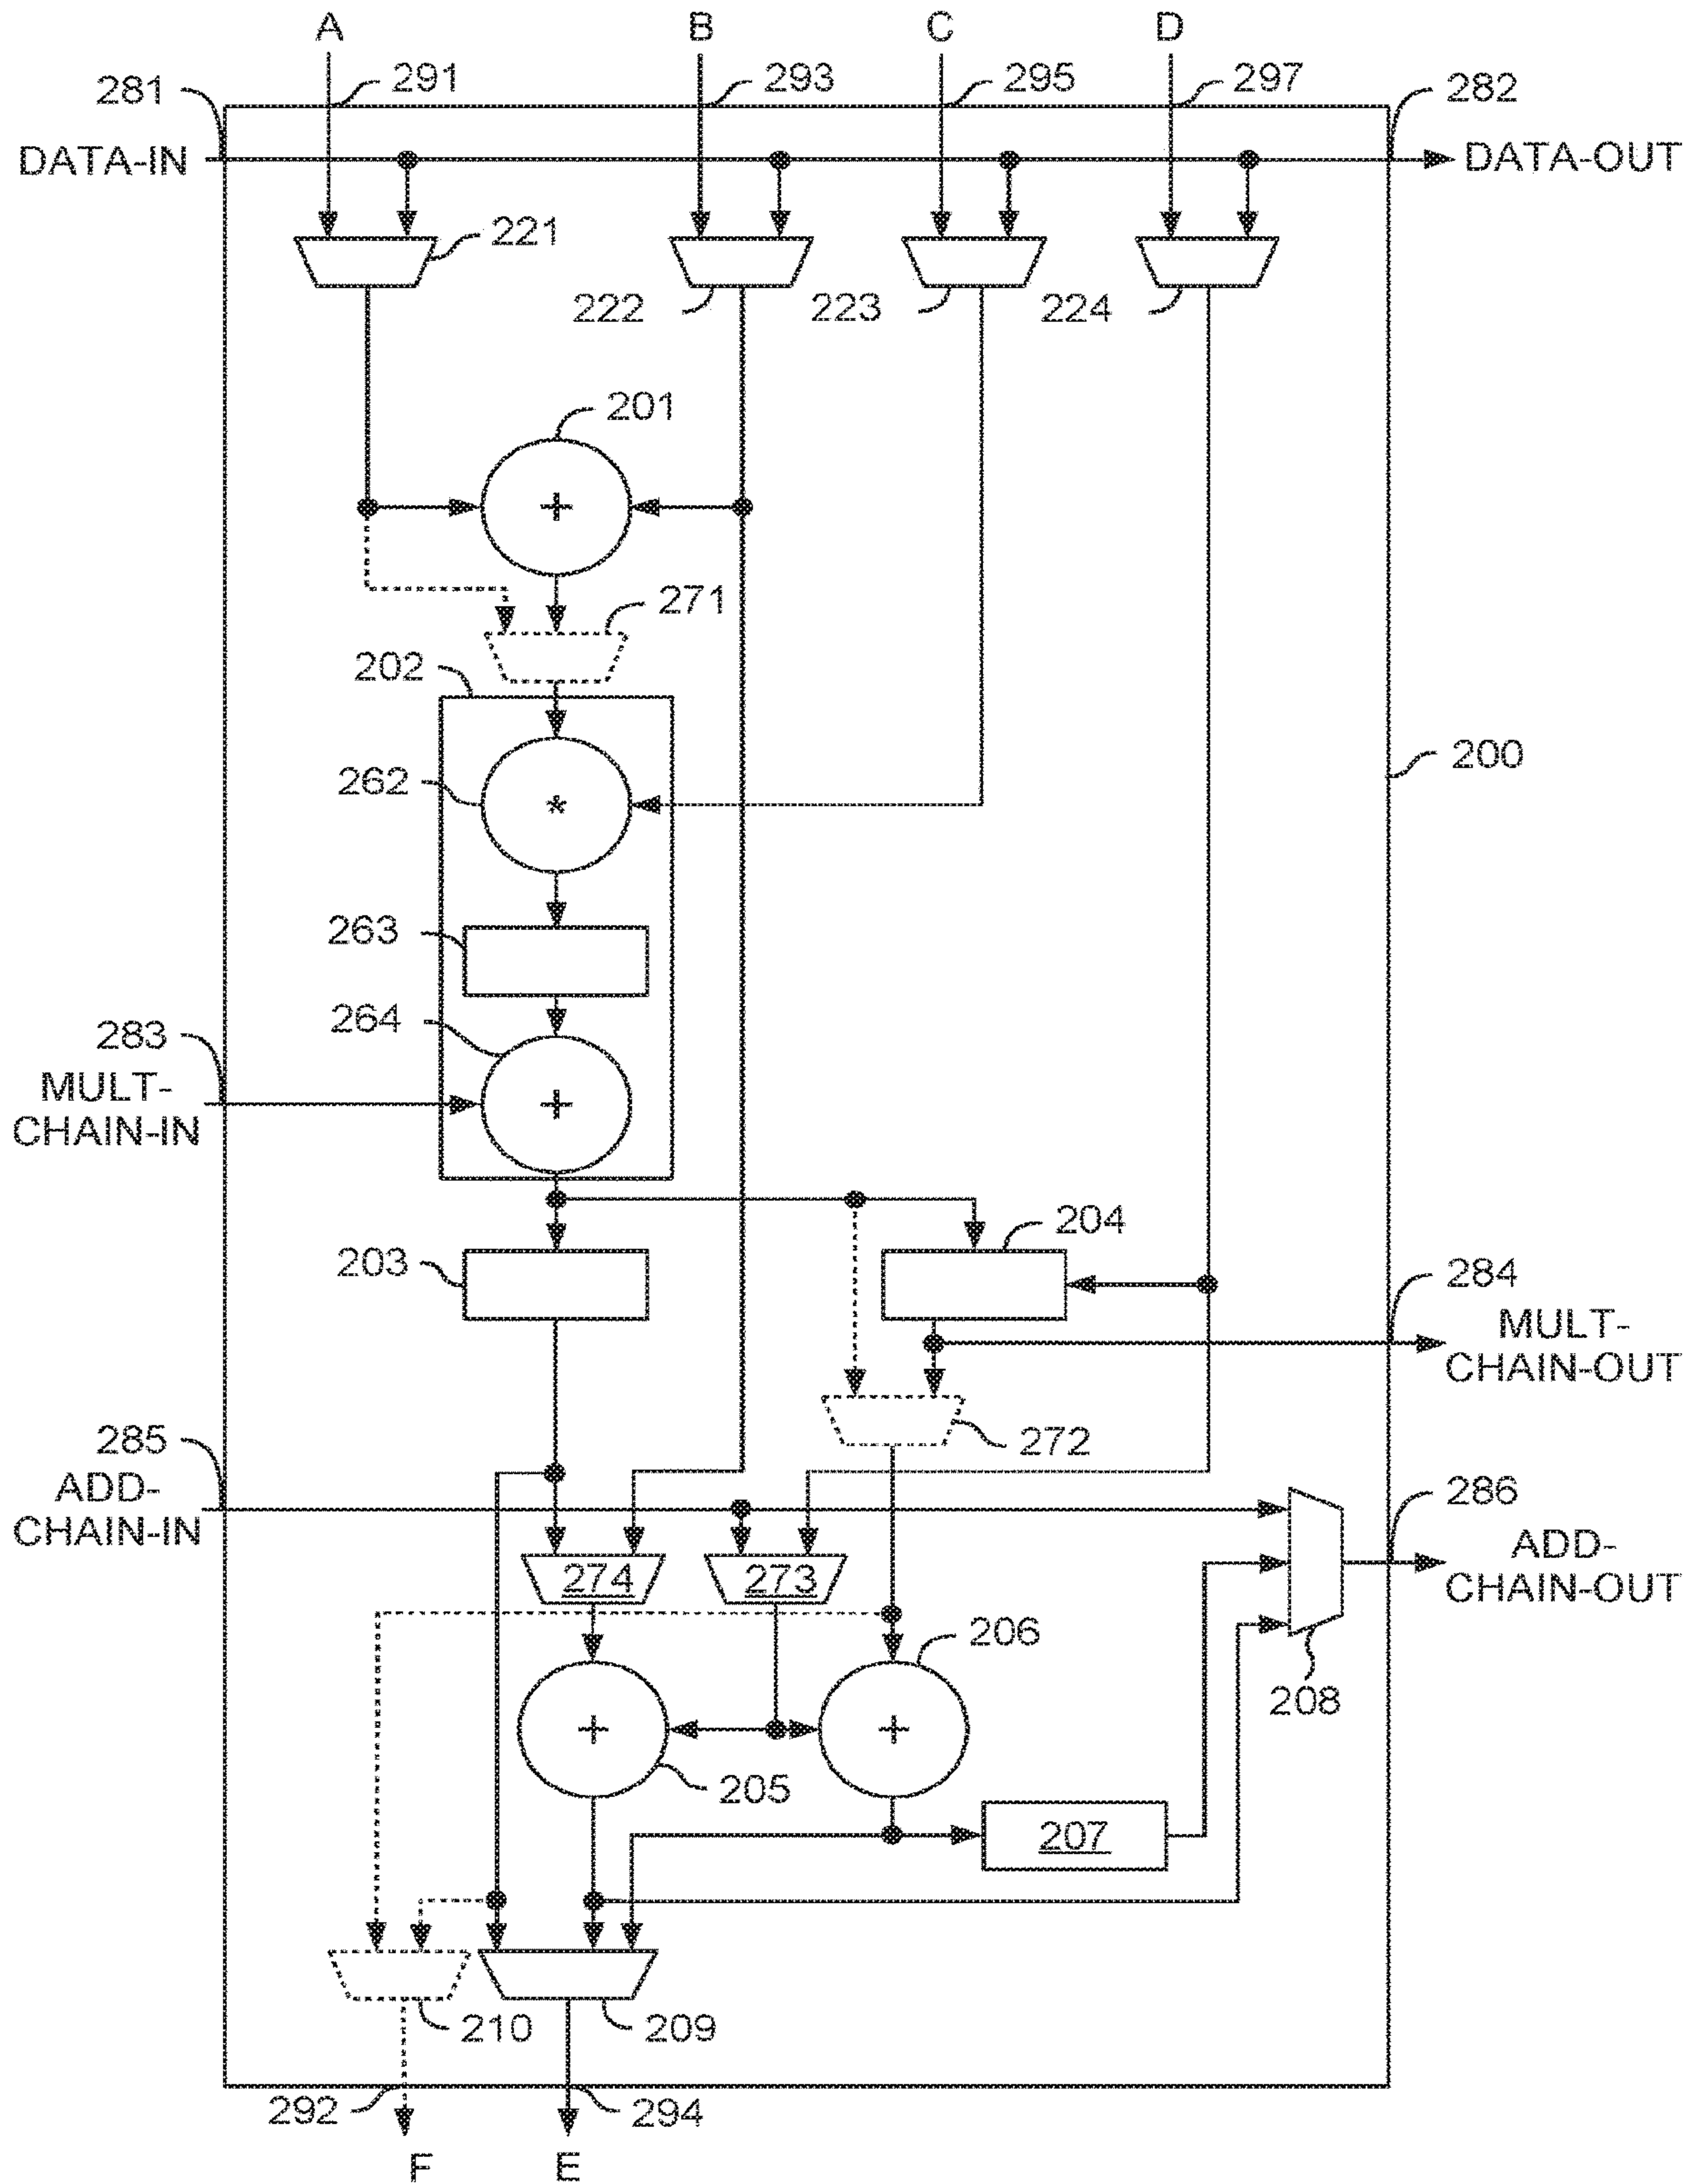 A B C D
281 291 293 295 297 282
DATA-IN DATA-OUT
221
222 223 224
201
+
271
202
200
262 *
263
264
283
MULT-
CHAIN-IN
+
204
203
284
MULT-
CHAIN-OUT
272
285
ADD-
CHAIN-IN
286
ADD-
CHAIN-OUT
274 273
206
208
+ +
205
207
210 209
292 294
F E